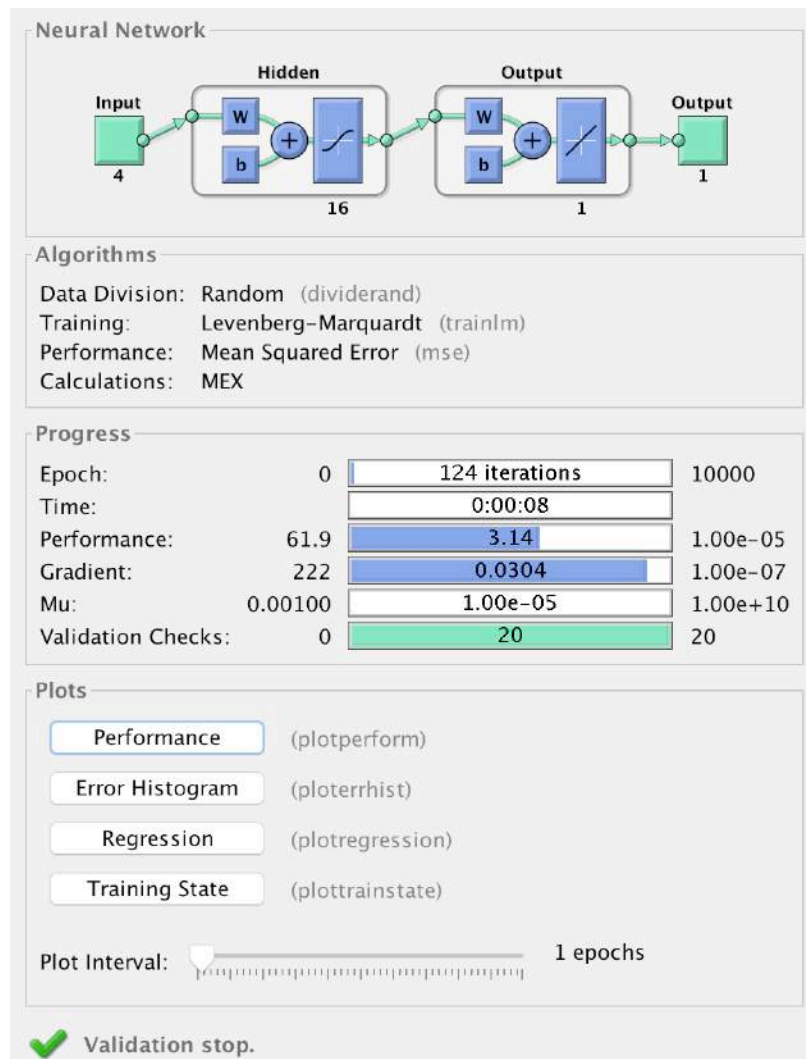 Neural Network
Hidden
Output
Input
W
b
+
W
b
+
Output
4
16
1
1
Algorithms
Data Division: Random (dividerand)
Training: Levenberg-Marquardt (trainlm)
Performance: Mean Squared Error (mse)
Calculations: MEX
Progress
Epoch: 0 124 iterations 10000
Time: 0:00:08
Performance: 61.9 3.14 1.00e-05
Gradient: 222 0.0304 1.00e-07
Mu: 0.00100 1.00e-05 1.00e+10
Validation Checks: 0 20 20
Plots
Performance (plotperform)
Error Histogram (ploterrhist)
Regression (plotregression)
Training State (plottrainstate)
Plot Interval: 1 epochs
Validation stop.